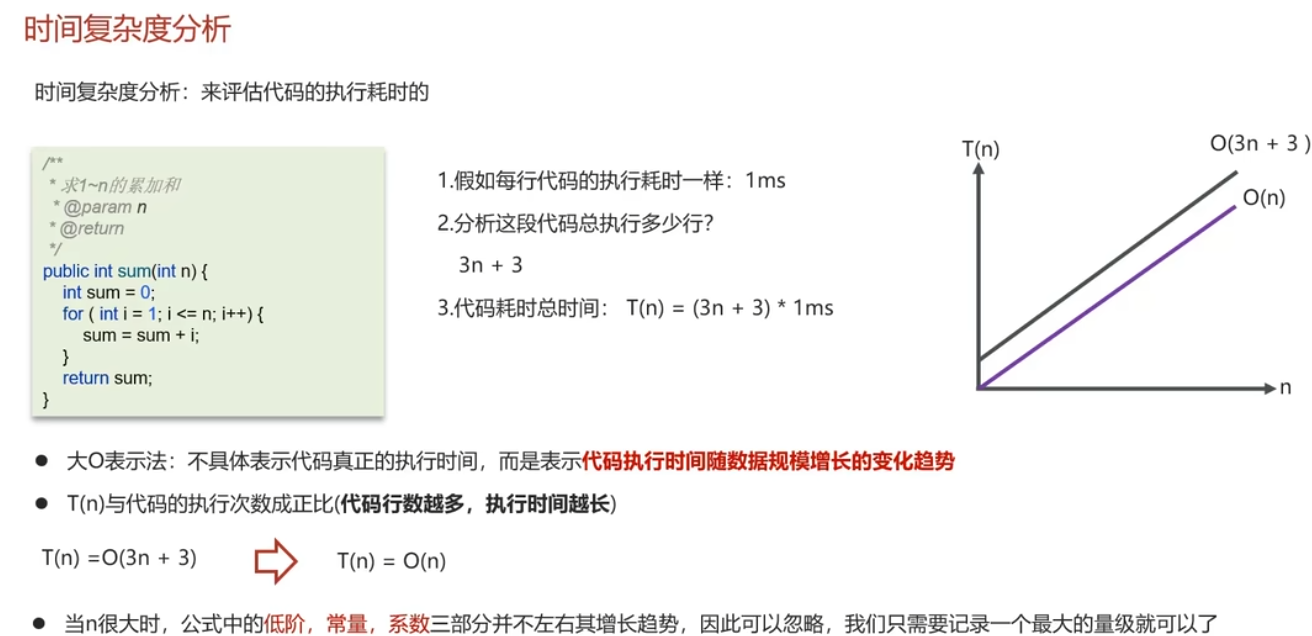 时间复杂度分析
时间复杂度分析：来评估代码的执行耗时的
/**
* 求1~n的累加和
* @param n
* @return
*/
public int sum(int n) {
int sum = 0;
for ( int i = 1; i <= n; i++) {
sum = sum + i;
}
return sum;
}
1.假如每行代码的执行耗时一样：1ms
2.分析这段代码总执行多少行？
3n + 3
3.代码耗时总时间： T(n) = (3n + 3) * 1ms
T(n)
O(3n + 3 )
O(n)
n
● 大O表示法：不具体表示代码真正的执行时间，而是表示代码执行时间随数据规模增长的变化趋势
● T(n)与代码的执行次数成正比(代码行数越多，执行时间越长)
T(n) =O(3n + 3)
T(n) = O(n)
● 当n很大时，公式中的低阶，常量，系数三部分并不左右其增长趋势，因此可以忽略，我们只需要记录一个最大的量级就可以了